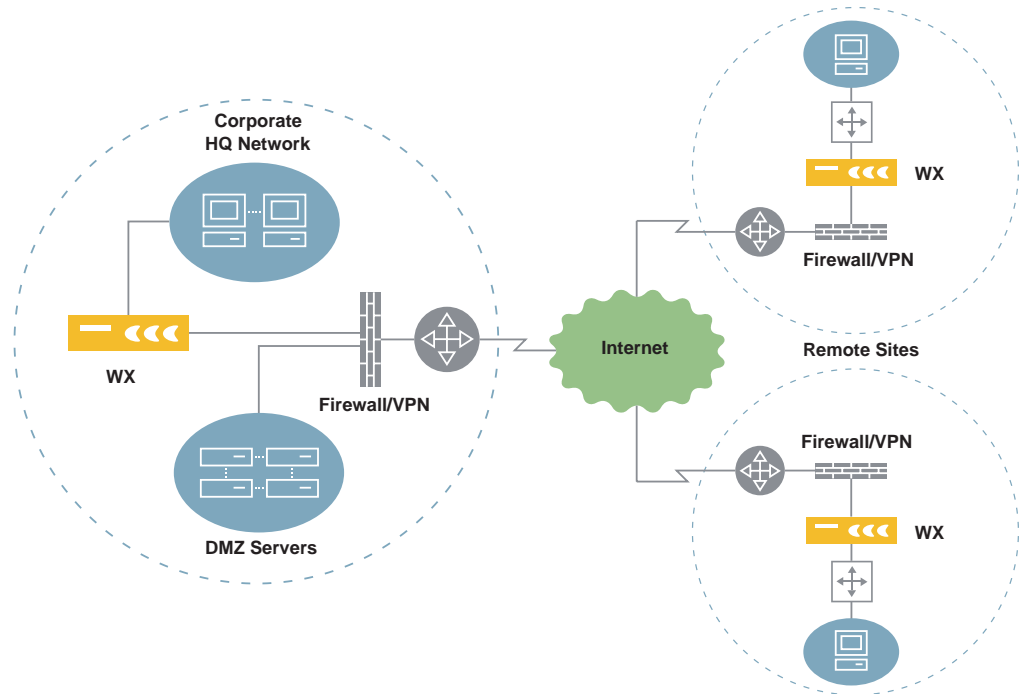 Corporate
HQ Network
WX
Firewall/VPN
DMZ Servers
Internet
WX
Firewall/VPN
Remote Sites
Firewall/VPN
WX